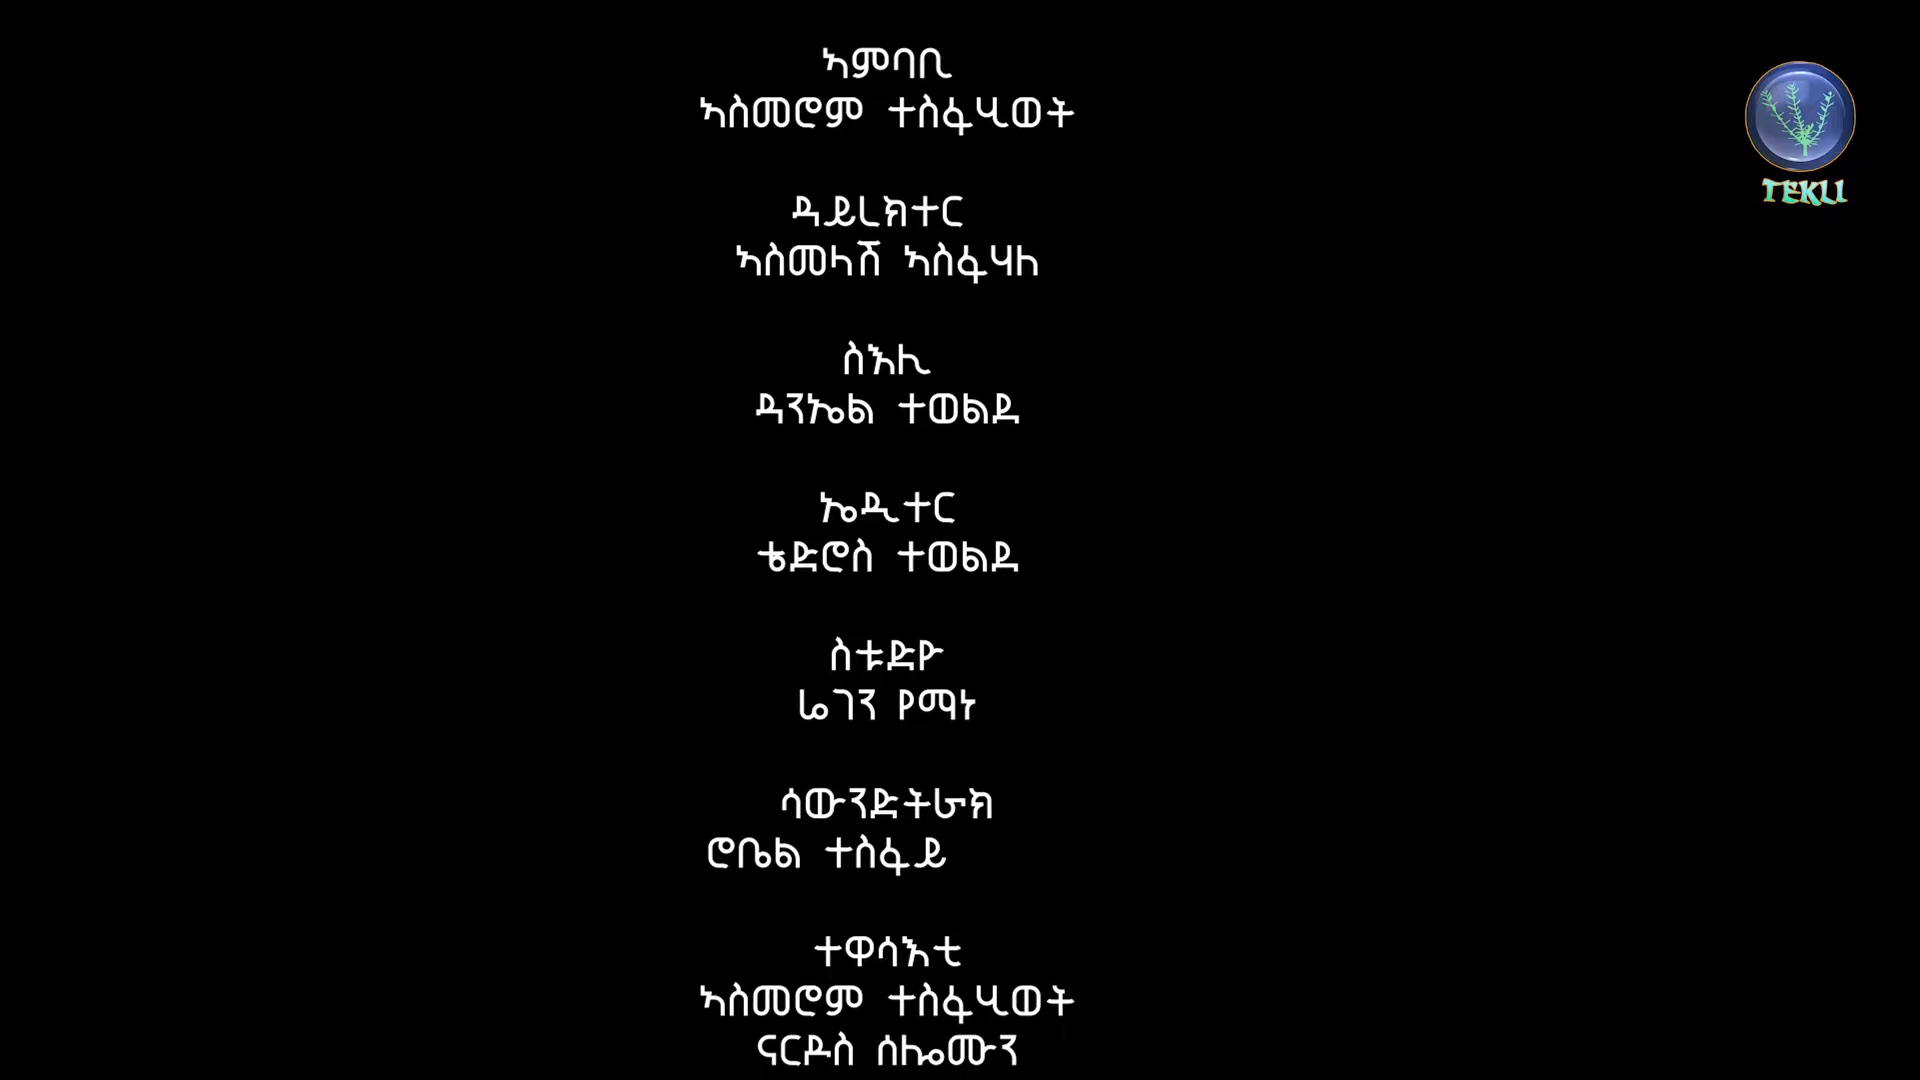 ኣምባቢ
ኣስመሮም ተስፋሂወት
ዳይረክተር
ኣስመላሽ ኣስፋሃለ
ስእሊ
ዳንኤል ተወልደ
ኤዲተር
ቴድሮስ ተወልደ
ስቱድዮ
ሬገን የማነ
ሳውንድትራክ
ሮቤል ተስፋይ
ተዋሳእቲ
ኣስመሮም ተስፋሂወት
ናርዶስ ሰሎሙን
TEKLI